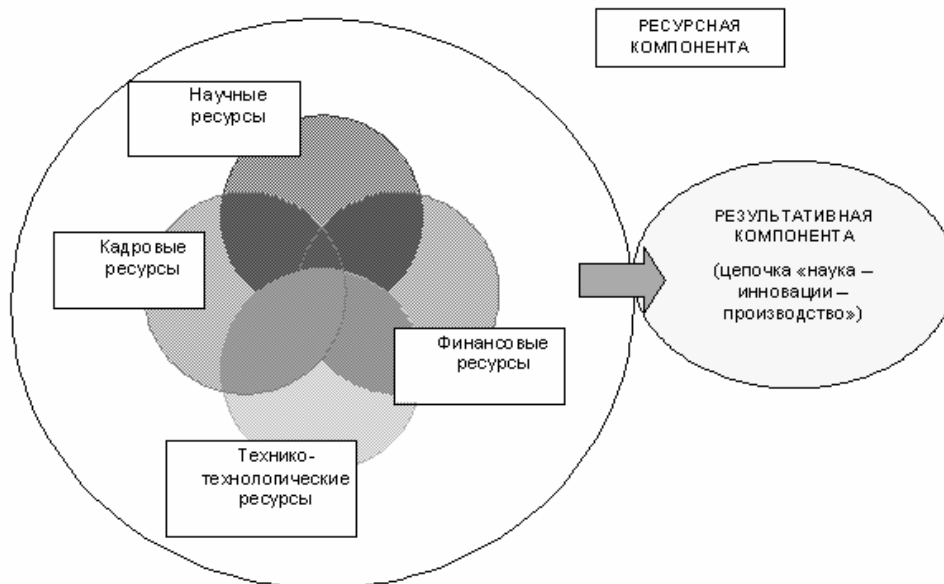 РЕСУРСНАЯ
КОМПОНЕНТА
Научные
ресурсы
Кадровые
ресурсы
РЕЗУЛЬТАТИВНАЯ
КОМПОНЕНТА
(цепочка «наука –
инновации –
производство»)
Финансовые
ресурсы
Технико-
технологические
ресурсы